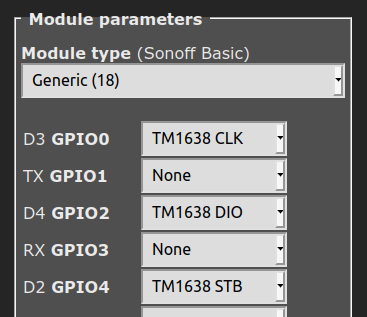 Module parameters
Module type (Sonoff Basic)
Generic (18)
D3 GPIO0 TM1638 CLK
TX GPIO1 None
D4 GPIO2 TM1638 DIO
RX GPIO3 None
D2 GPIO4 TM1638 STB